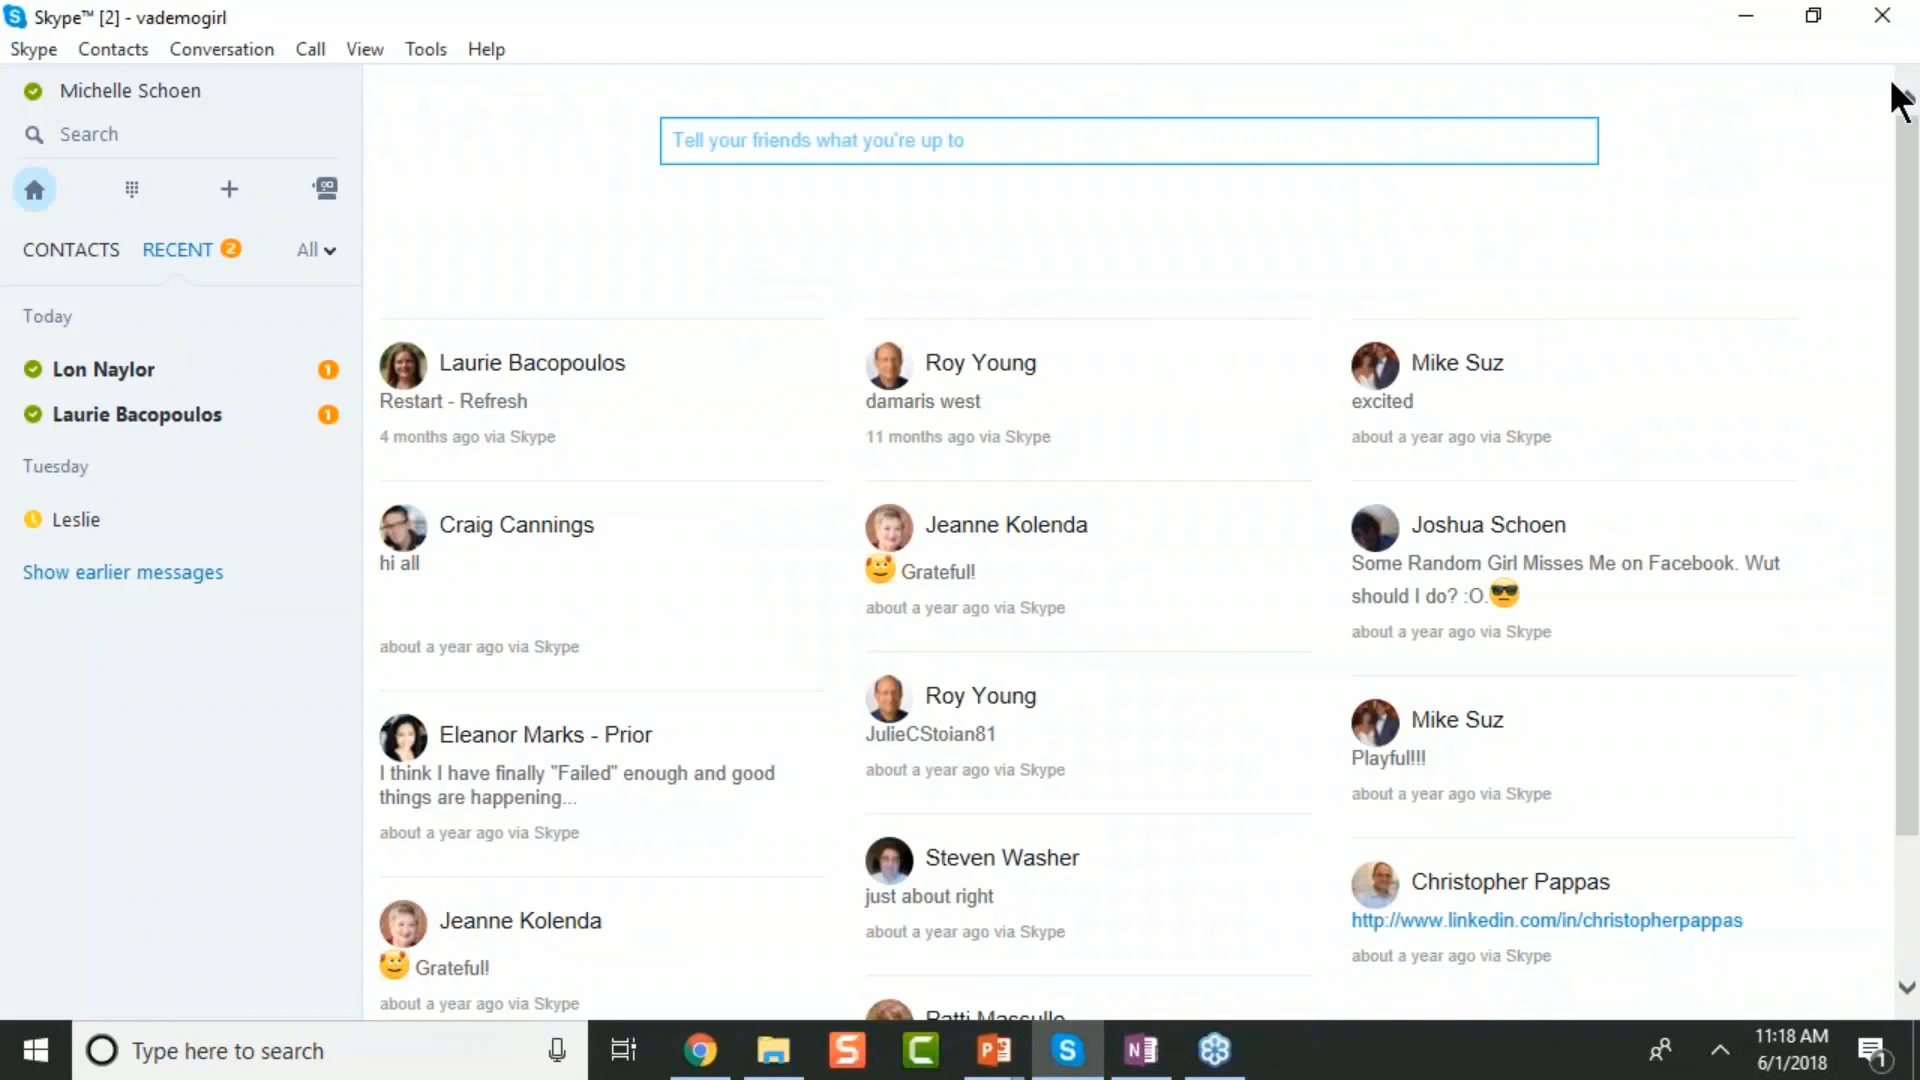 Skype™ [2] - vademogirl
Skype Contacts Conversation Call View Tools Help
Michelle Schoen
Search
CONTACTS RECENT 2 All
Today
Lon Naylor 1
Laurie Bacopoulos 1
Tuesday
Leslie
Show earlier messages
Tell your friends what you're up to
Laurie Bacopoulos
Restart - Refresh
4 months ago via Skype
Craig Cannings
hi all
about a year ago via Skype
Eleanor Marks - Prior
I think I have finally "Failed" enough and good
things are happening...
about a year ago via Skype
Jeanne Kolenda
Grateful!
about a year ago via Skype
Roy Young
damaris west
11 months ago via Skype
Jeanne Kolenda
Grateful!
about a year ago via Skype
Roy Young
JulieCStoian81
about a year ago via Skype
Steven Washer
just about right
about a year ago via Skype
Patti Massullo
Mike Suz
excited
about a year ago via Skype
Joshua Schoen
Some Random Girl Misses Me on Facebook. Wut
should I do? :O.
about a year ago via Skype
Mike Suz
Playful!!!
about a year ago via Skype
Christopher Pappas
http://www.linkedin.com/in/christopherpappas
about a year ago via Skype
Type here to search
11:18 AM
6/1/2018
1